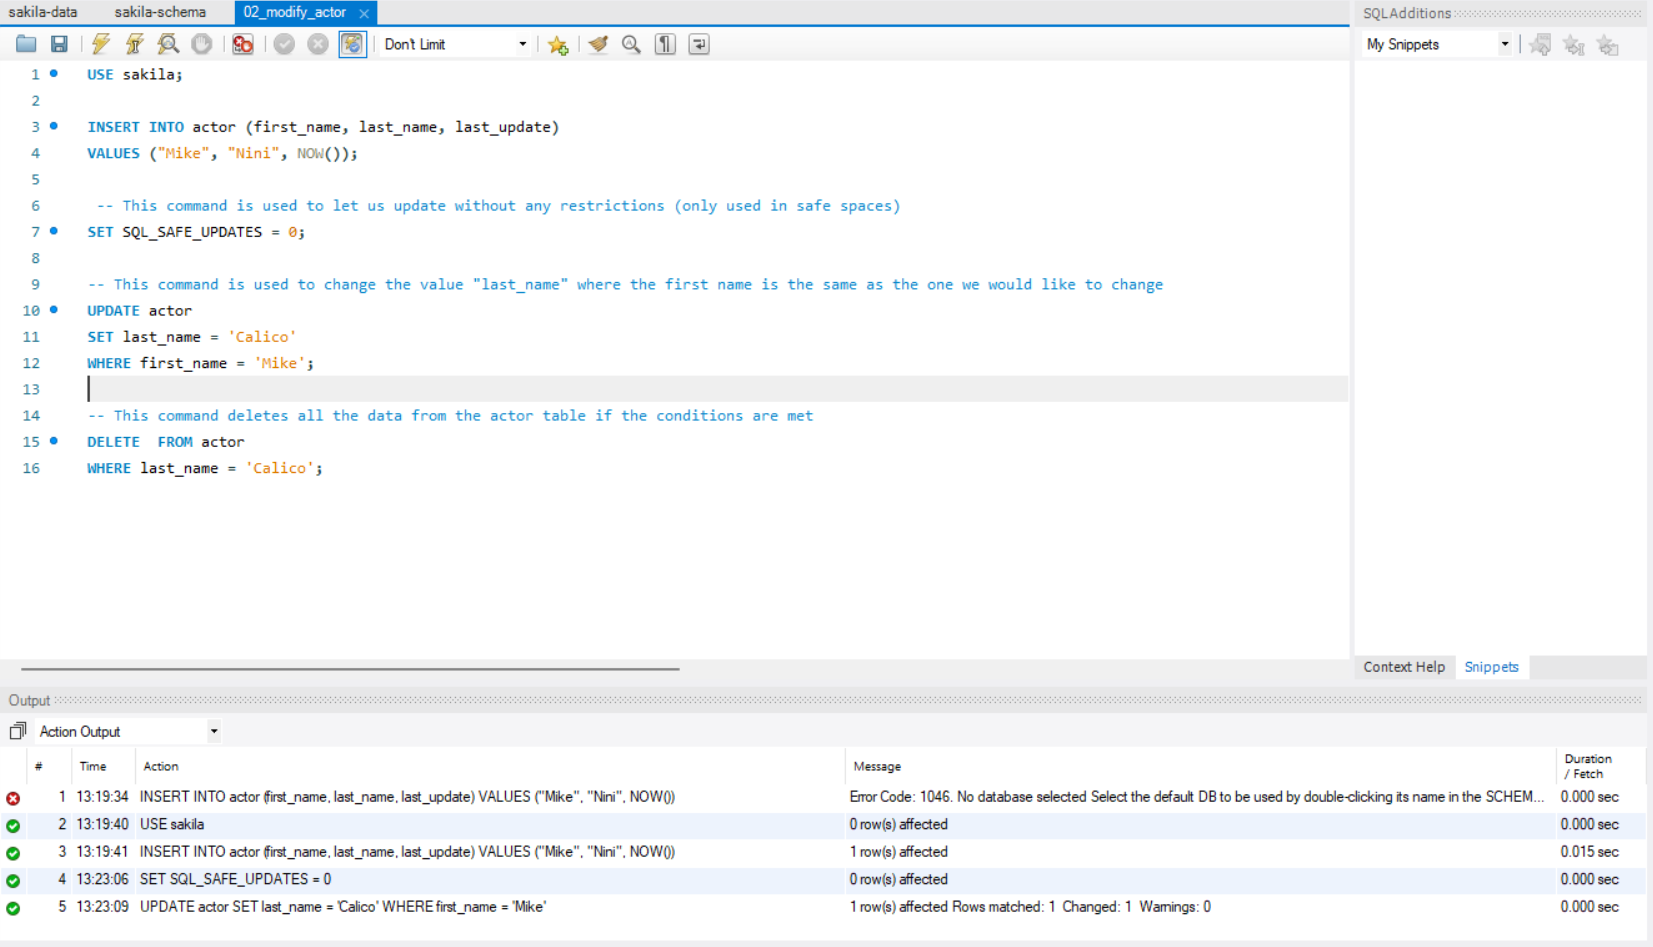 sakila-data sakila-schema 02_modify_actor
SQLAdditions
Don't Limit
My Snippets
1 USE sakila;
2
3 INSERT INTO actor (first_name, last_name, last_update)
4 VALUES ("Mike", "Nini", NOW());
5
6 -- This command is used to let us update without any restrictions (only used in safe spaces)
7 SET SQL_SAFE_UPDATES = 0;
8
9 -- This command is used to change the value "last_name" where the first name is the same as the one we would like to change
10 UPDATE actor
11 SET last_name = 'Calico'
12 WHERE first_name = 'Mike';
13
14 -- This command deletes all the data from the actor table if the conditions are met
15 DELETE  FROM actor
16 WHERE last_name = 'Calico';
Context Help Snippets
Output
Action Output
# Time Action Message Duration / Fetch
1 13:19:34 INSERT INTO actor (first_name, last_name, last_update) VALUES ("Mike", "Nini", NOW()) Error Code: 1046. No database selected Select the default DB to be used by double-clicking its name in the SCHEM... 0.000 sec
2 13:19:40 USE sakila 0 row(s) affected 0.000 sec
3 13:19:41 INSERT INTO actor (first_name, last_name, last_update) VALUES ("Mike", "Nini", NOW()) 1 row(s) affected 0.015 sec
4 13:23:06 SET SQL_SAFE_UPDATES = 0 0 row(s) affected 0.000 sec
5 13:23:09 UPDATE actor SET last_name = 'Calico' WHERE first_name = 'Mike' 1 row(s) affected Rows matched: 1  Changed: 1  Warnings: 0 0.000 sec